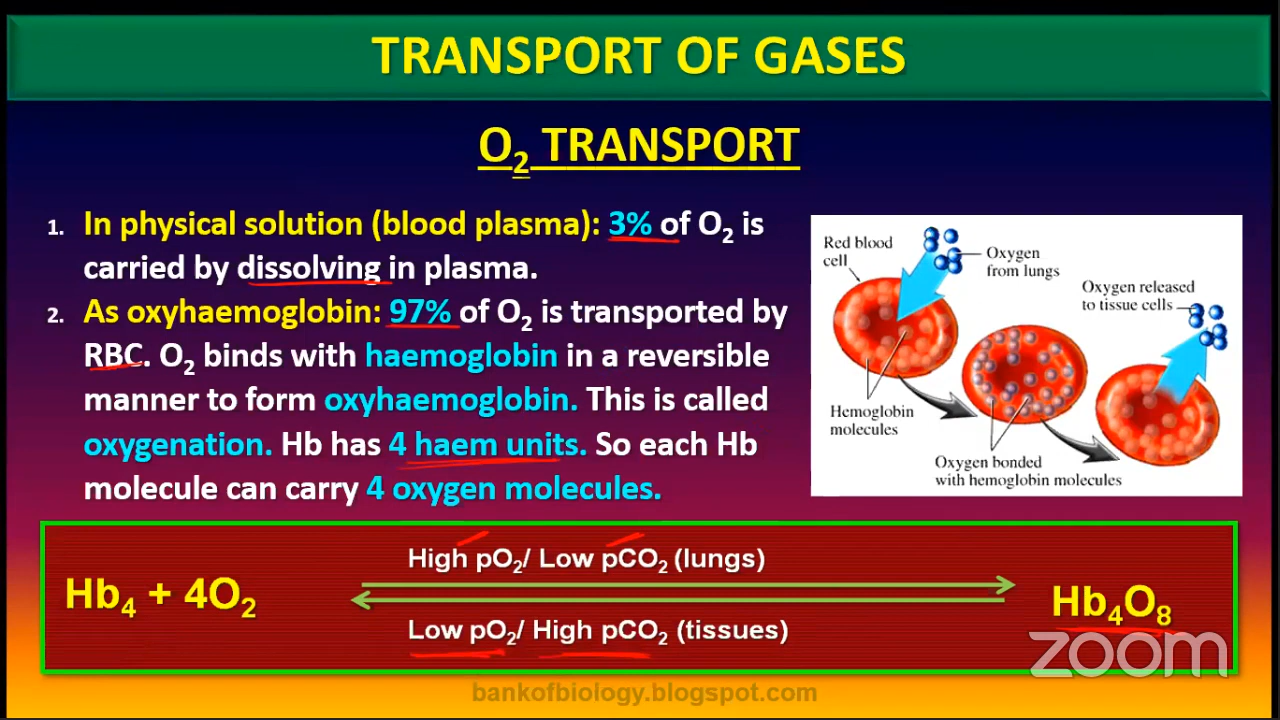 TRANSPORT OF GASES
O₂ TRANSPORT
1. In physical solution (blood plasma): 3% of O₂ is
carried by dissolving in plasma.
2. As oxyhaemoglobin: 97% of O₂ is transported by
RBC. O₂ binds with haemoglobin in a reversible
manner to form oxyhaemoglobin. This is called
oxygenation. Hb has 4 haem units. So each Hb
molecule can carry 4 oxygen molecules.
Red blood
cell
Oxygen
from lungs
Oxygen released
to tissue cells
Hemoglobin
molecules
Oxygen bonded
with hemoglobin molecules
High pO₂/ Low pCO₂ (lungs)
Hb₄ + 4O₂
Hb₄O₈
Low pO₂/ High pCO₂ (tissues)
zoom
bankofbiology.blogspot.com